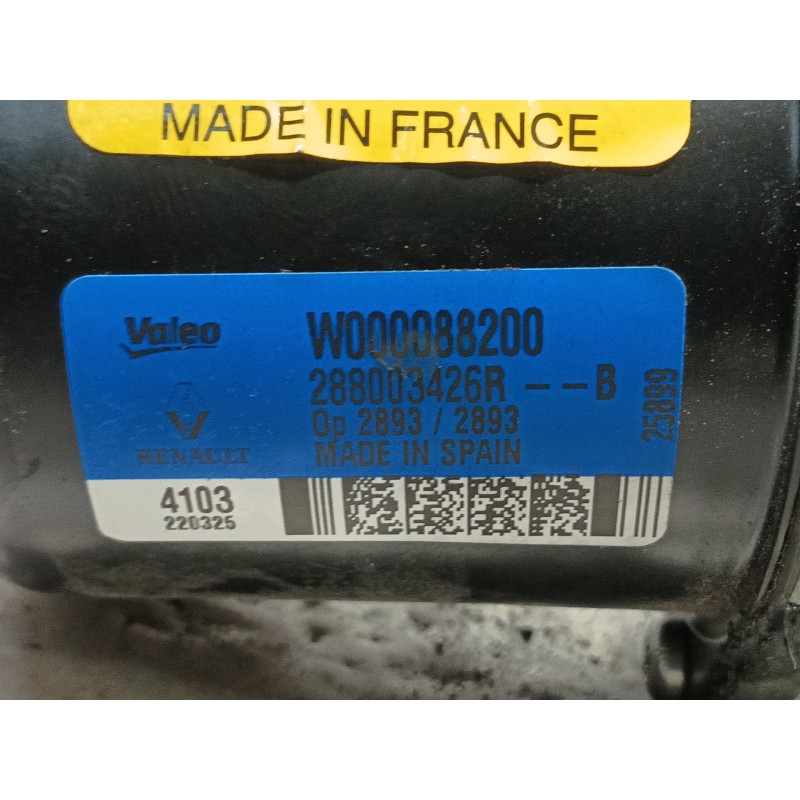 MADE IN FRANCE
Valeo
W000088200
288003426R -- B
Op 2893 / 2893
RENAULT
MADE IN SPAIN
25899
4103
220325